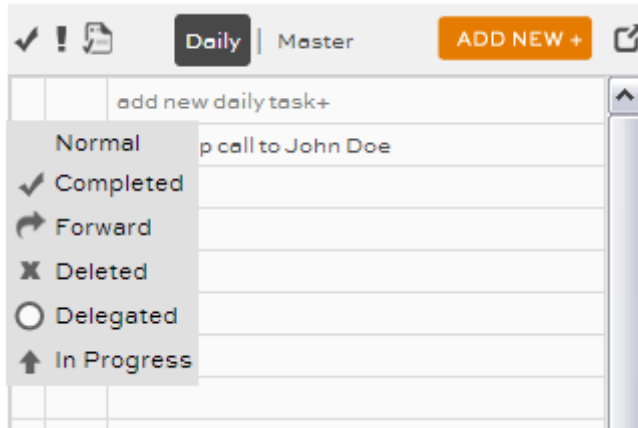 Daily | Master ADD NEW +
add new daily task+
Normal
p call to John Doe
Completed
Forward
Deleted
Delegated
In Progress